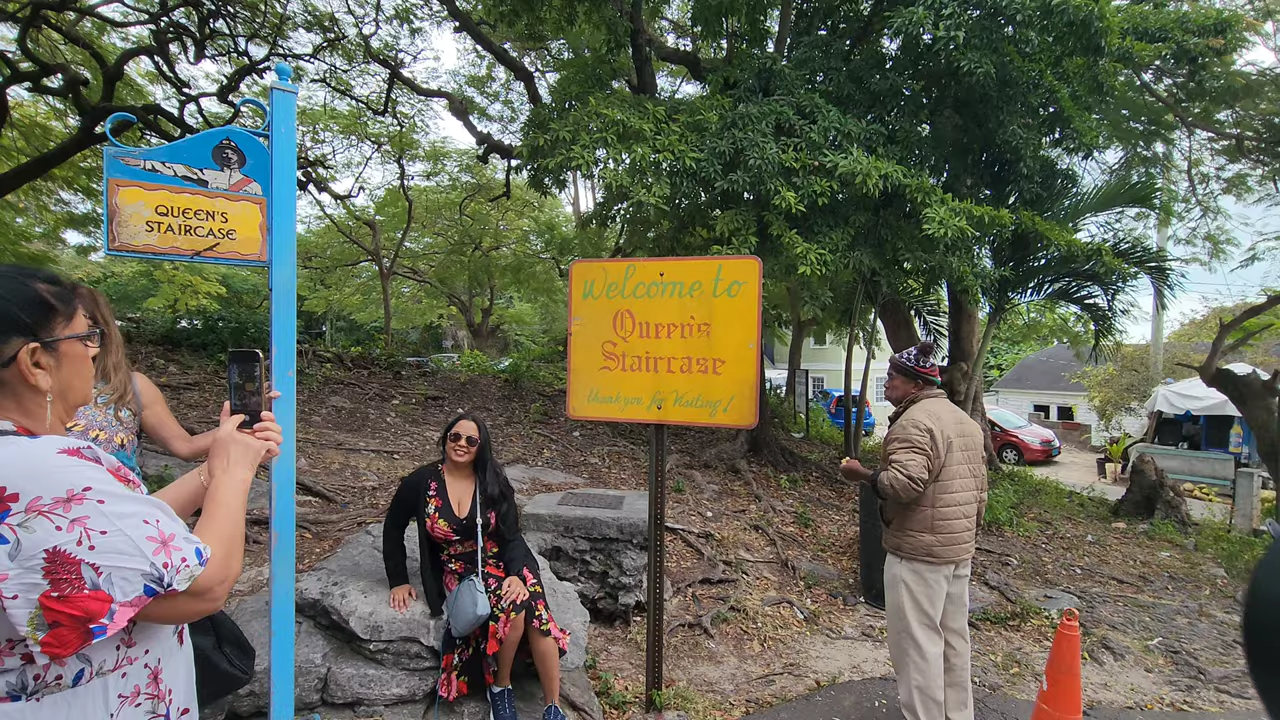 QUEEN'S
STAIRCASE
Welcome to
Queen's
Staircase
thank you for Visiting!